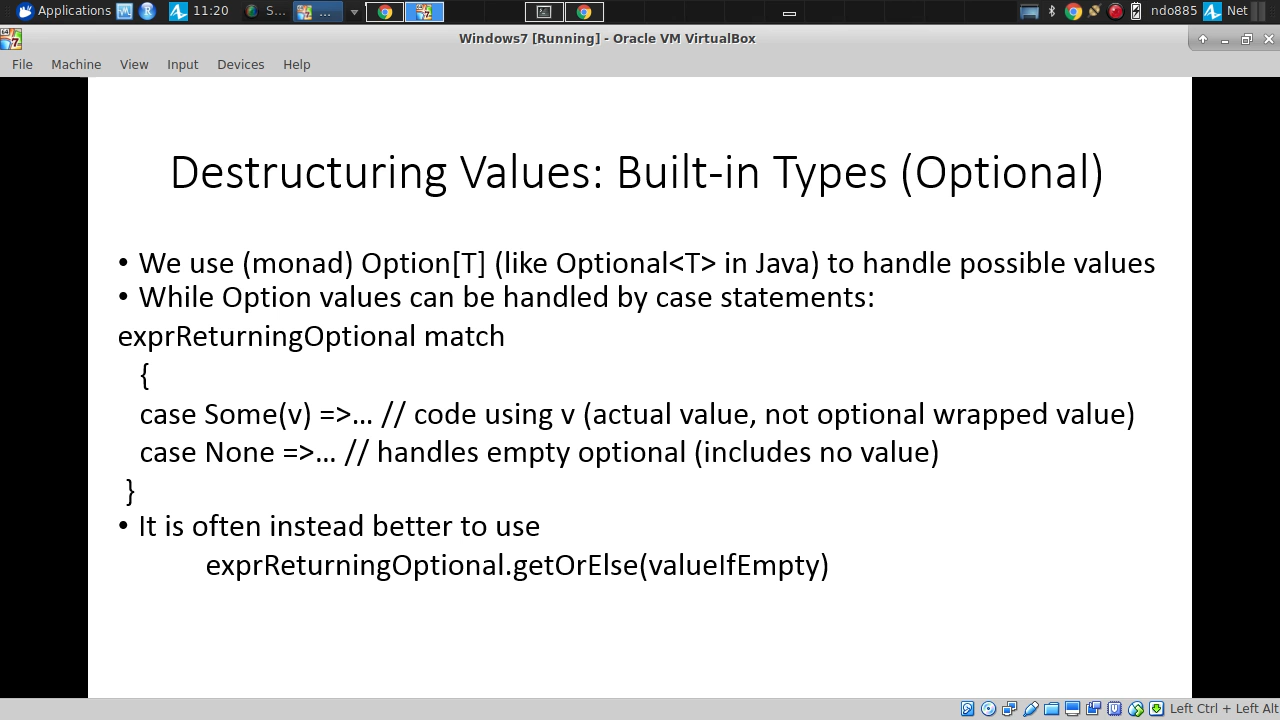 Applications 11:20 S... ... ndo885 Net
Windows7 [Running] - Oracle VM VirtualBox
File Machine View Input Devices Help
Destructuring Values: Built-in Types (Optional)
• We use (monad) Option[T] (like Optional<T> in Java) to handle possible values
• While Option values can be handled by case statements:
exprReturningOptional match
{
case Some(v) =>... // code using v (actual value, not optional wrapped value)
case None =>... // handles empty optional (includes no value)
}
• It is often instead better to use
exprReturningOptional.getOrElse(valueIfEmpty)
Left Ctrl + Left Alt